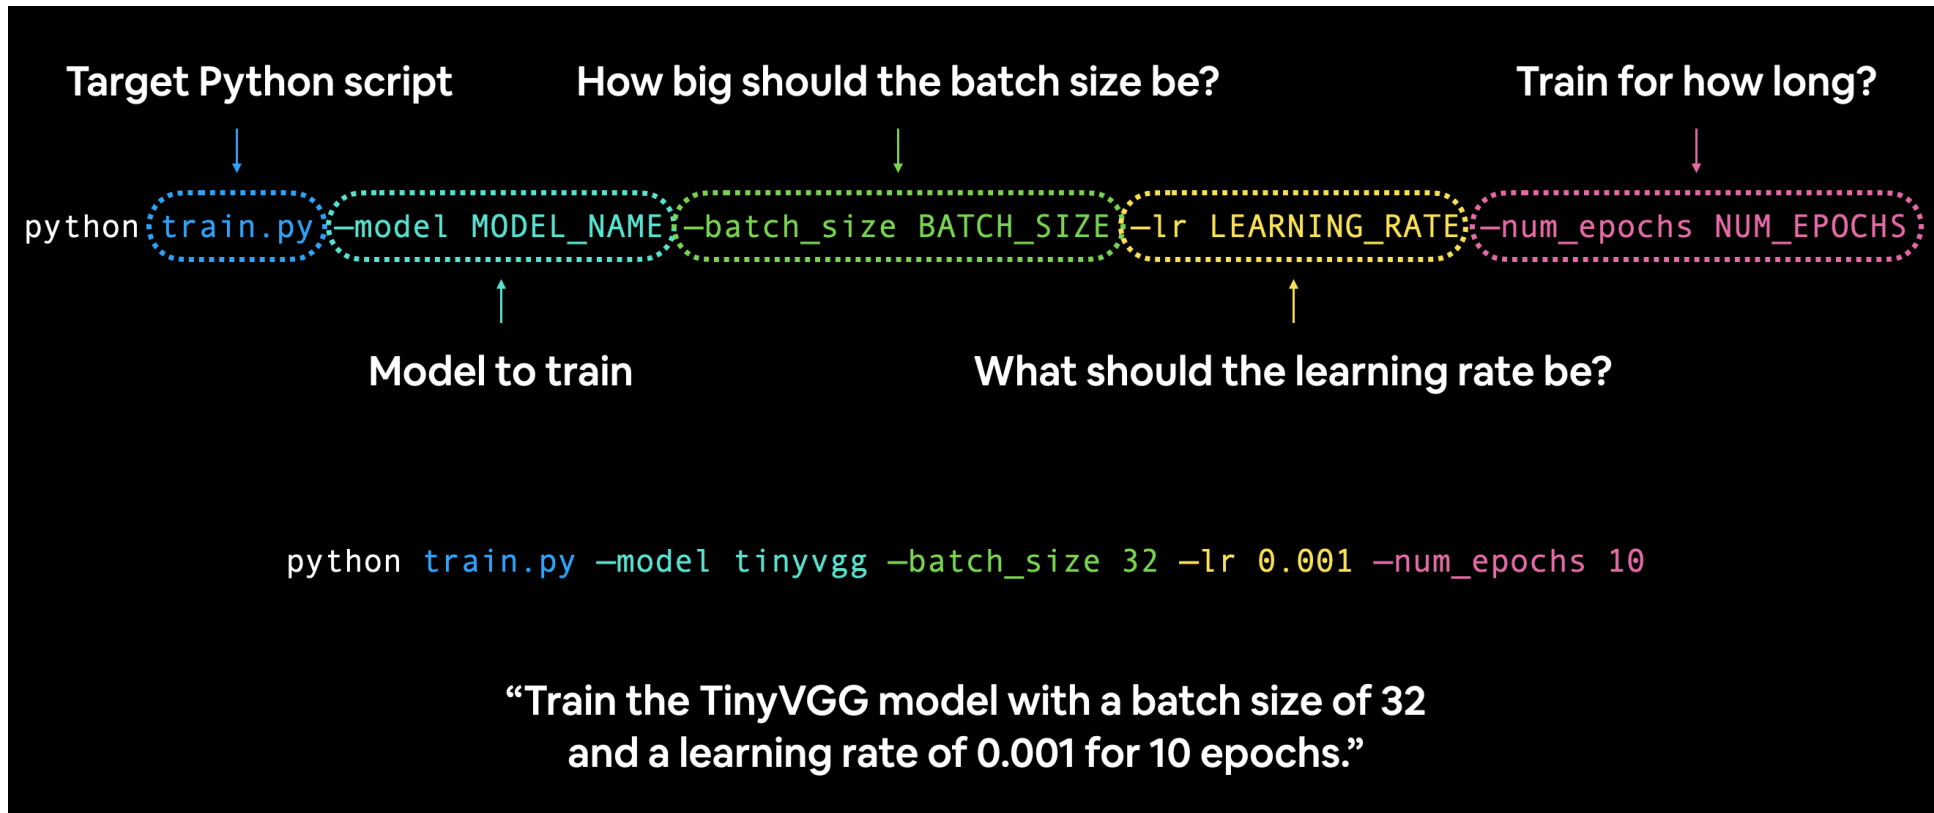 Target Python script
How big should the batch size be?
Train for how long?
python train.py —model MODEL_NAME —batch_size BATCH_SIZE —lr LEARNING_RATE —num_epochs NUM_EPOCHS
Model to train
What should the learning rate be?
python train.py —model tinyvgg —batch_size 32 —lr 0.001 —num_epochs 10
“Train the TinyVGG model with a batch size of 32
and a learning rate of 0.001 for 10 epochs.”